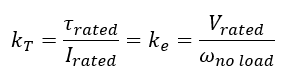 k_T = τ_rated / I_rated = k_e = V_rated / ω_no load